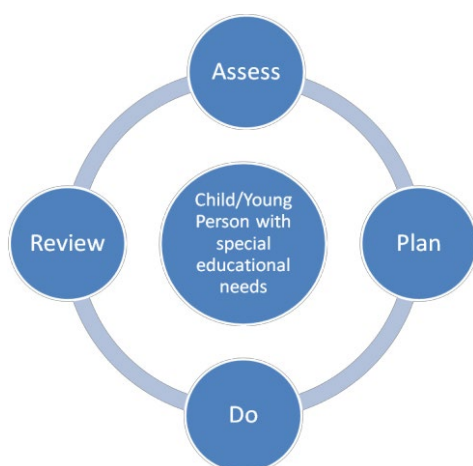 Assess
Child/Young
Person with
special
educational
needs
Review
Plan
Do